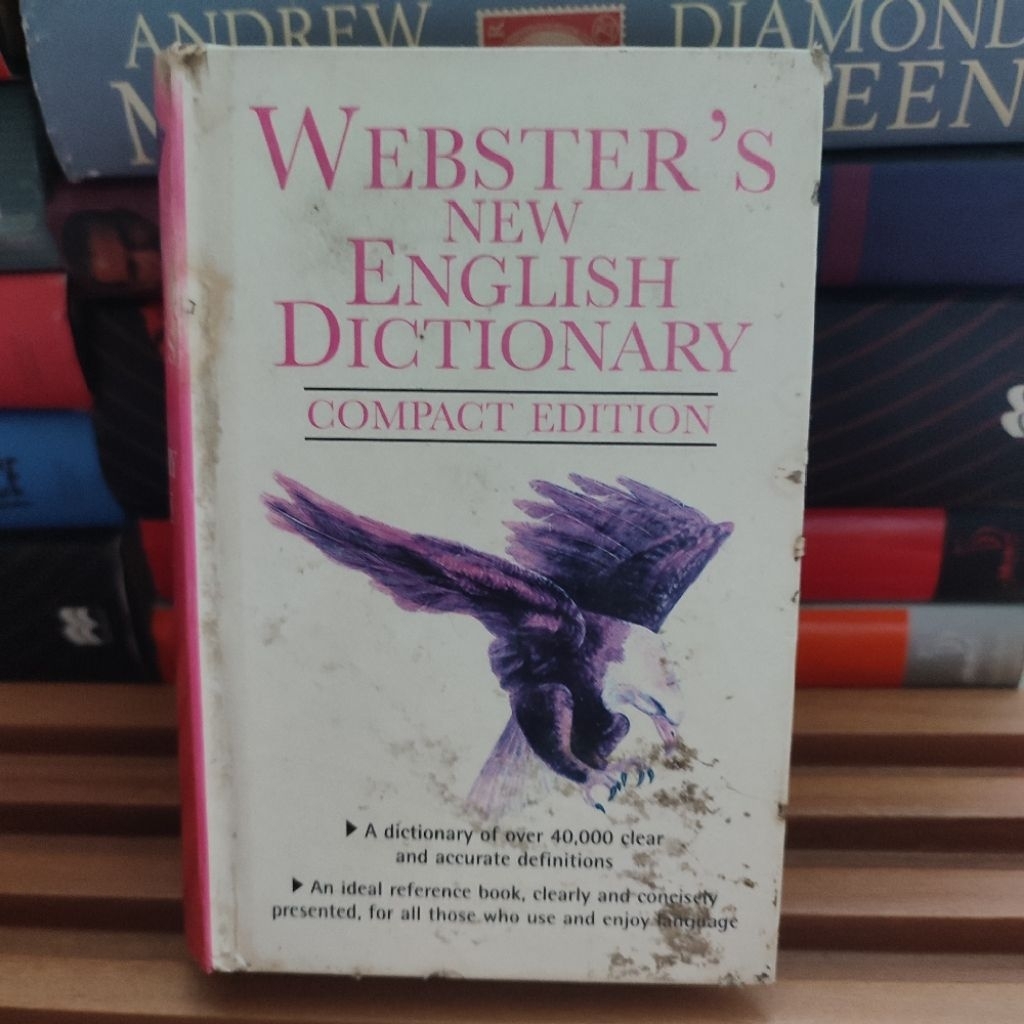 ANDREW
DIAMOND
WEBSTER'S
NEW
ENGLISH
DICTIONARY
COMPACT EDITION
▶ A dictionary of over 40,000 clear
and accurate definitions
▶ An ideal reference book, clearly and concisely
presented, for all those who use and enjoy language